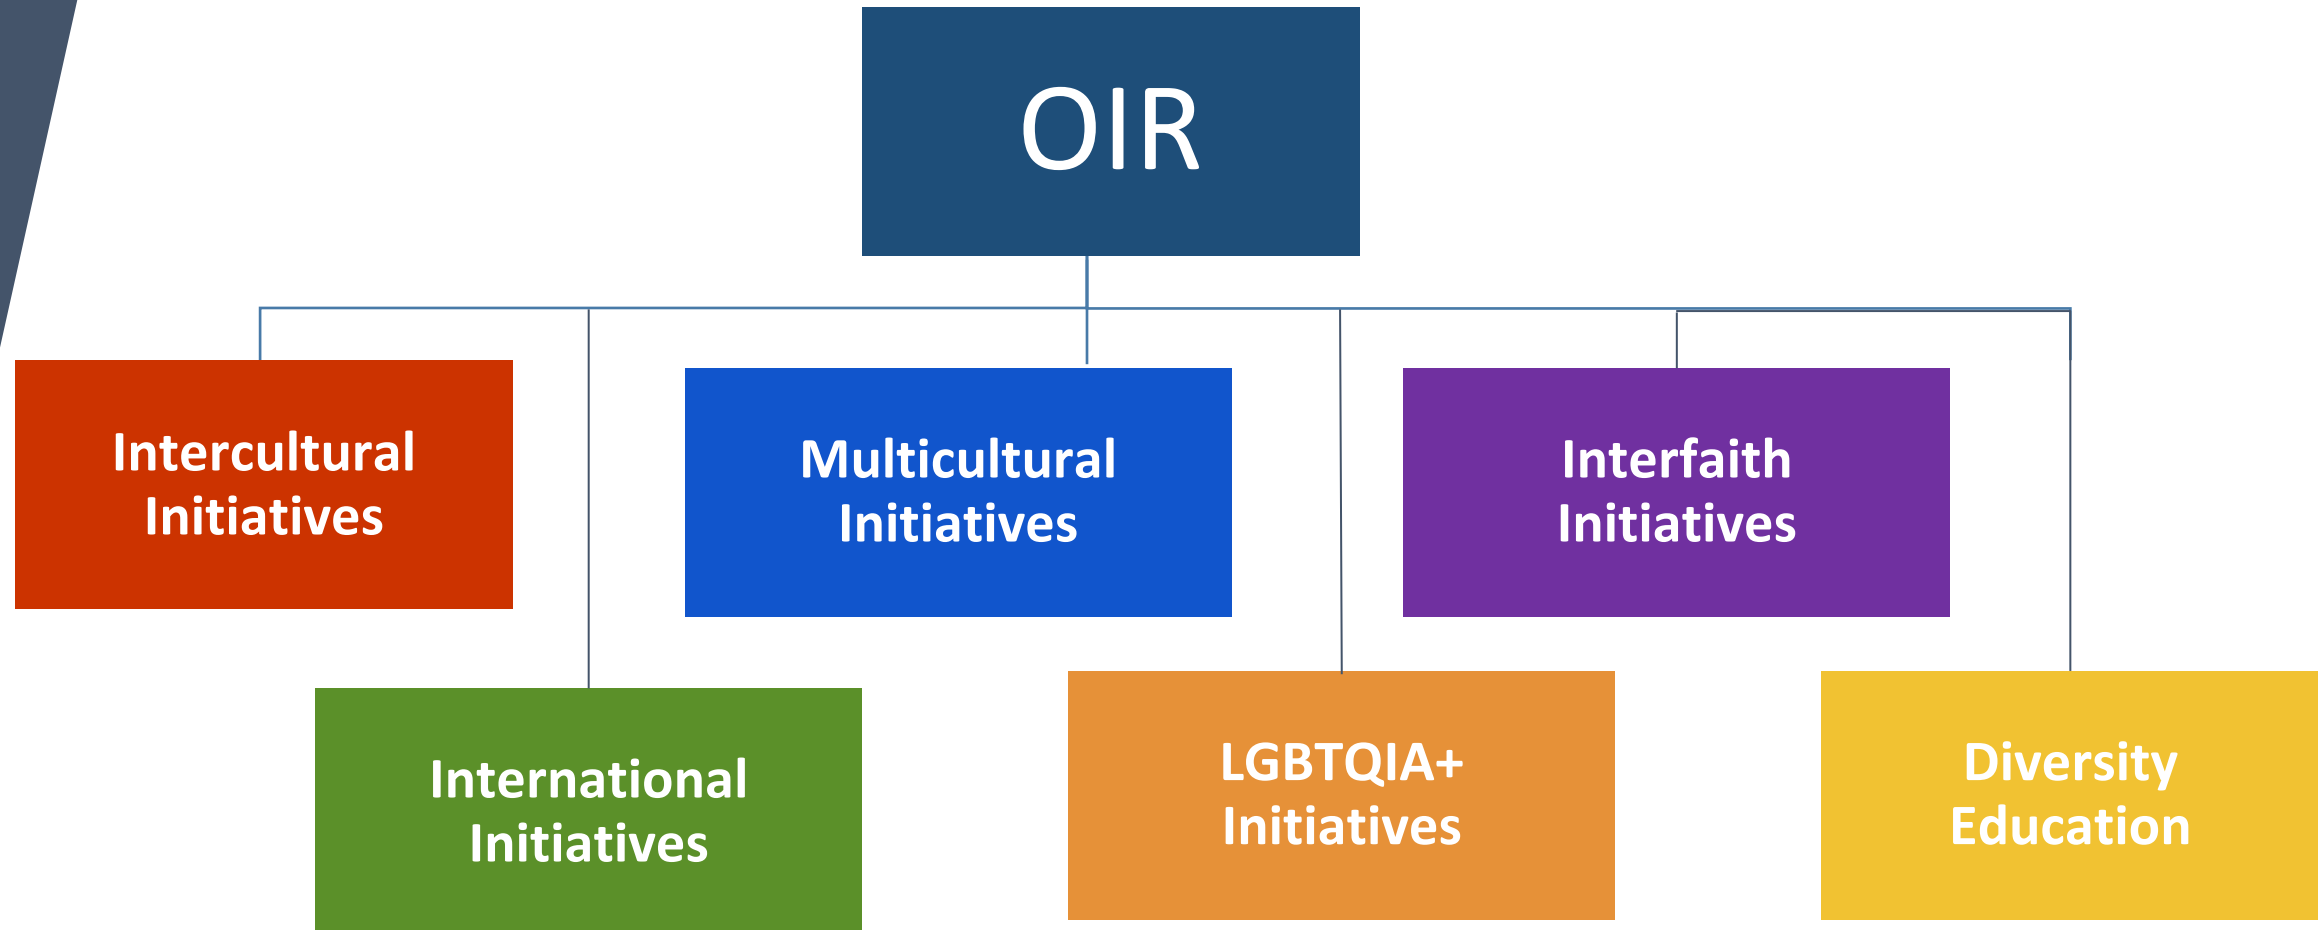 OIR
Intercultural
Initiatives
Multicultural
Initiatives
Interfaith
Initiatives
International
Initiatives
LGBTQIA+
Initiatives
Diversity
Education